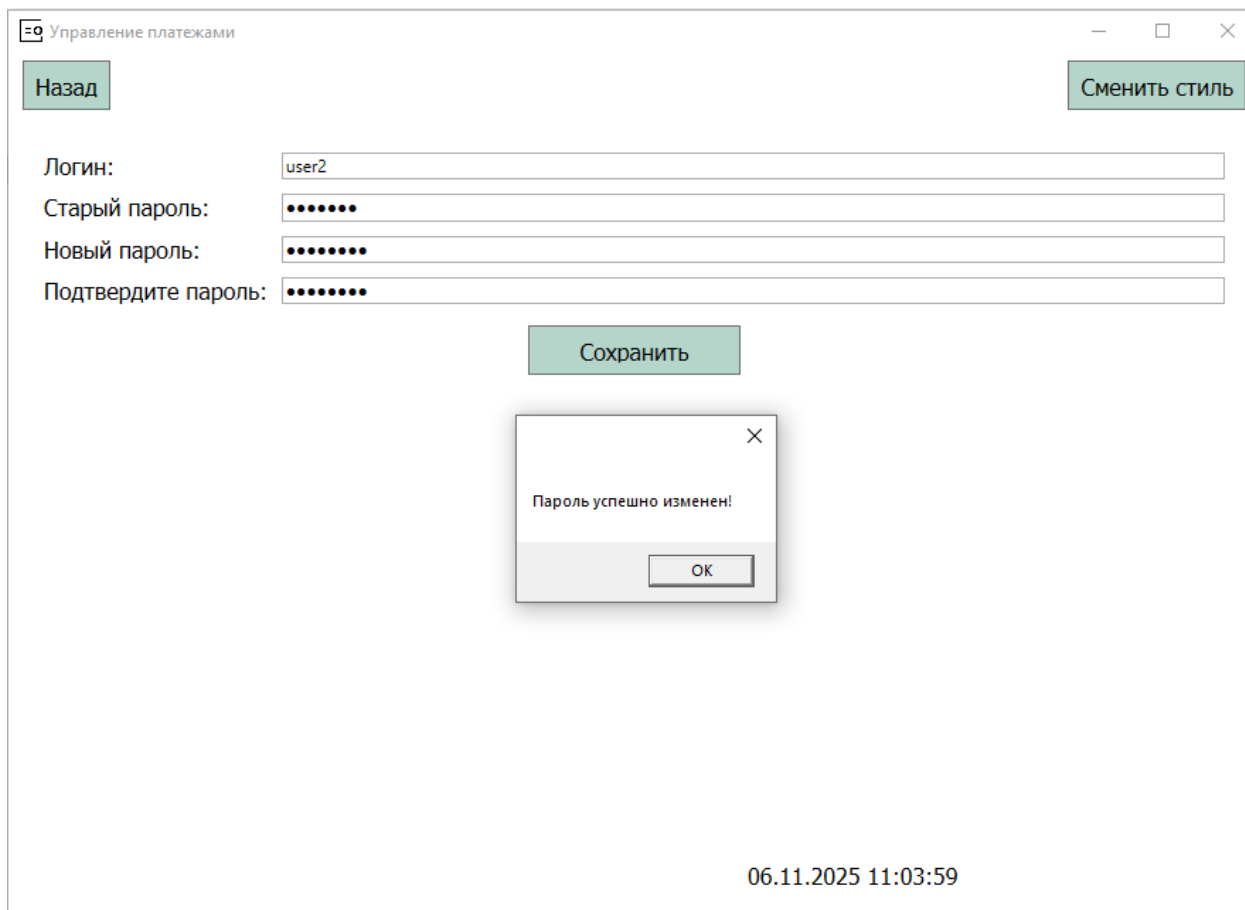 Управление платежами
Назад
Сменить стиль
Логин: user2
Старый пароль: •••••••
Новый пароль: ••••••••
Подтвердите пароль: ••••••••
Сохранить
Пароль успешно изменен!
ОК
06.11.2025 11:03:59